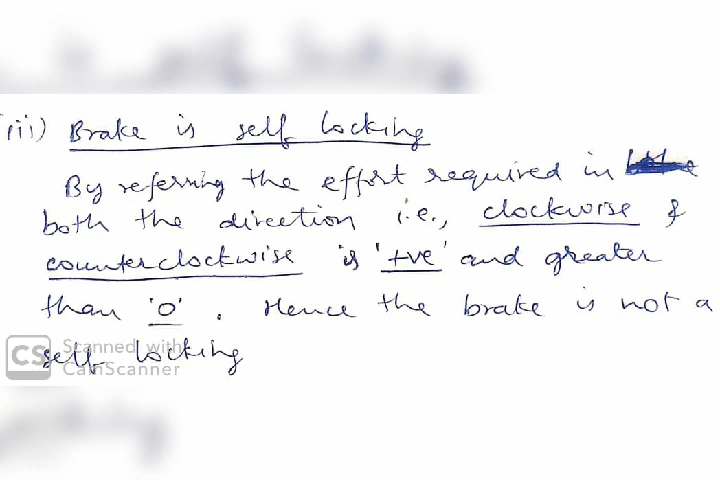 iii) Brake is self locking
By referring the effort required in
both the direction i.e., clockwise &
counterclockwise is '+ve' and greater
than '0'. Hence the brake is not a
self locking
CS Scanned with
CamScanner